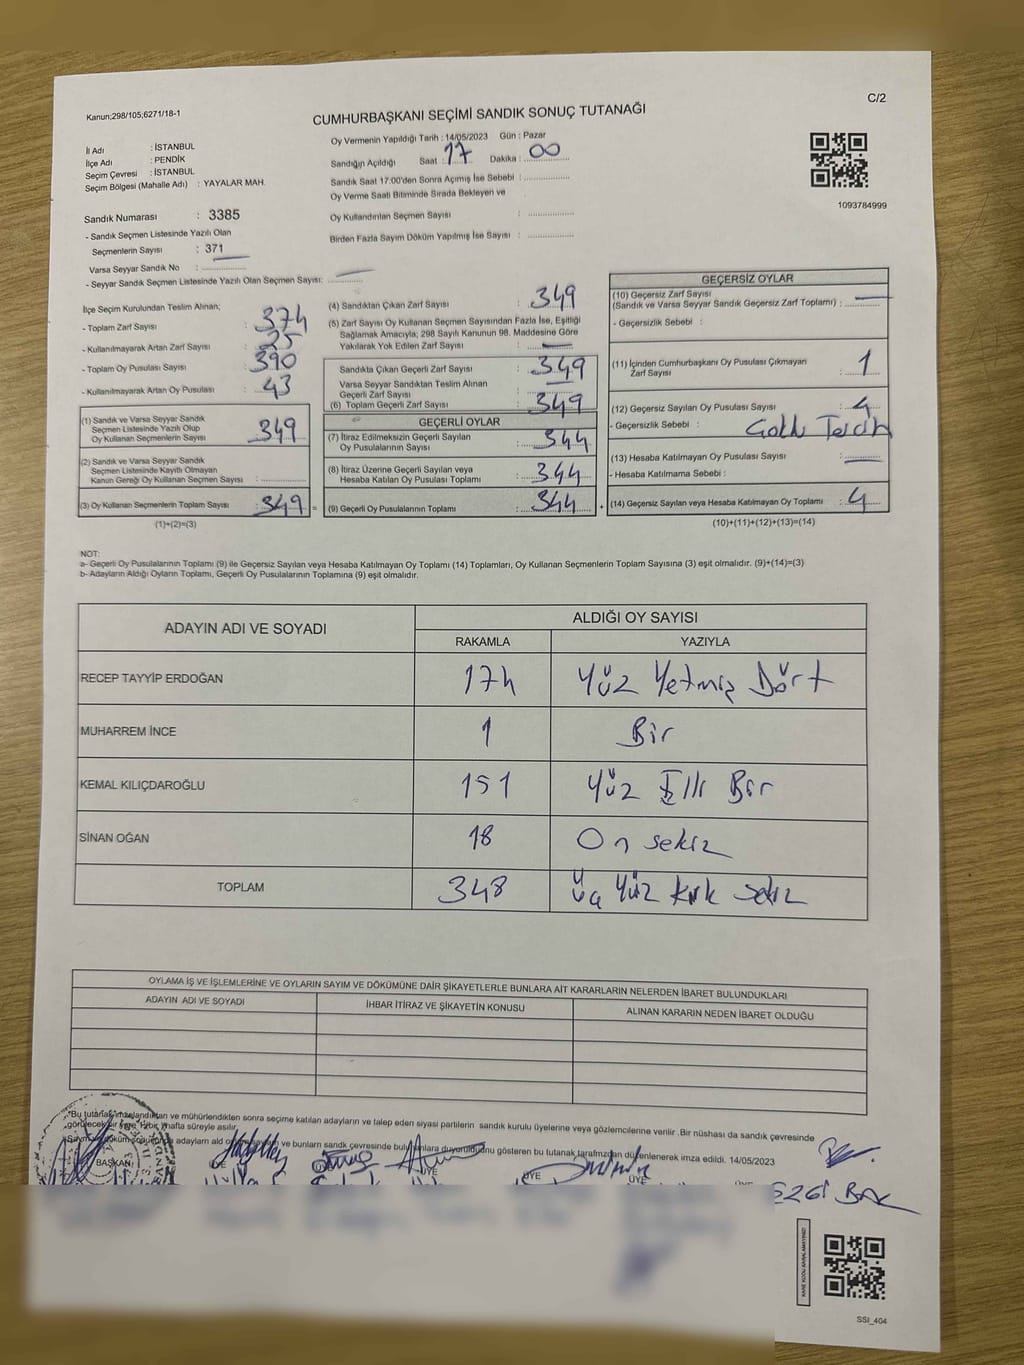 Kanun;298/105;6271/18-1
C/2
CUMHURBAŞKANI SEÇİMİ SANDIK SONUÇ TUTANAĞI
İl Adı : İSTANBUL
İlçe Adı : PENDİK
Seçim Çevresi : İSTANBUL
Seçim Bölgesi (Mahalle Adı) : YAYALAR MAH.
Sandık Numarası : 3385
- Sandık Seçmen Listesinde Yazılı Olan
Seçmenlerin Sayısı : 371
Varsa Seyyar Sandık No :
- Seyyar Sandık Seçmen Listesinde Yazılı Olan Seçmen Sayısı:
Oy Vermenin Yapıldığı Tarih : 14/05/2023 Gün : Pazar
Sandığın Açıldığı Saat : 17 Dakika : 00
Sandık Saat 17:00'den Sonra Açımış İse Sebebi :
Oy Verme Saati Bitiminde Sırada Bekleyen ve
Oy Kullandırılan Seçmen Sayısı :
Birden Fazla Sayım Döküm Yapılmış İse Sayısı :
1093784999
İlçe Seçim Kurulundan Teslim Alınan;
- Toplam Zarf Sayısı : 374
- Kullanılmayarak Artan Zarf Sayısı : 25
- Toplam Oy Pusulası Sayısı : 390
- Kullanılmayarak Artan Oy Pusulası : 43
(1) Sandık ve Varsa Seyyar Sandık
Seçmen Listesinde Yazılı Olup
Oy Kullanan Seçmenlerin Sayısı : 349
(2) Sandık ve Varsa Seyyar Sandık
Seçmen Listesinde Kayıtlı Olmayan
Kanun Gereği Oy Kullanan Seçmen Sayısı :
(3) Oy Kullanan Seçmenlerin Toplam Sayısı : 349
(1)+(2)=(3)
(4) Sandıktan Çıkan Zarf Sayısı : 349
(5) Zarf Sayısı Oy Kullanan Seçmen Sayısından Fazla İse, Eşitliği
Sağlamak Amacıyla; 298 Sayılı Kanunun 98. Maddesine Göre
Yakılarak Yok Edilen Zarf Sayısı :
Sandıkta Çıkan Geçerli Zarf Sayısı : 349
Varsa Seyyar Sandıktan Teslim Alınan
Geçerli Zarf Sayısı :
(6) Toplam Geçerli Zarf Sayısı : 349
GEÇERLİ OYLAR
(7) İtiraz Edilmeksizin Geçerli Sayılan
Oy Pusulası Sayısı : 344
(8) İtiraz Üzerine Geçerli Sayılan veya
Hesaba Katılan Oy Pusulası Toplamı : 344
(9) Geçerli Oy Pusulalarının Toplamı : 344
GEÇERSİZ OYLAR
(10) Geçersiz Zarf Sayısı
(Sandık ve Varsa Seyyar Sandık Geçersiz Zarf Toplamı) :
- Geçersizlik Sebebi :
(11) İçinden Cumhurbaşkanı Oy Pusulası Çıkmayan
Zarf Sayısı : 1
(12) Geçersiz Sayılan Oy Pusulası Sayısı : 4
- Geçersizlik Sebebi : Çoklu Tercih
(13) Hesaba Katılmayan Oy Pusulası Sayısı :
- Hesaba Katılmama Sebebi :
(14) Geçersiz Sayılan veya Hesaba Katılmayan Oy Toplamı : 4
(10)+(11)+(12)+(13)=(14)
NOT:
a- Geçerli Oy Pusulalarının Toplamı (9) ile Geçersiz Sayılan veya Hesaba Katılmayan Oy Toplamı (14) Toplamları, Oy Kullanan Seçmenlerin Toplam Sayısına (3) eşit olmalıdır. (9)+(14)=(3)
b- Adayların Aldığı Oyların Toplamı, Geçerli Oy Pusulalarının Toplamına (9) eşit olmalıdır.
ADAYIN ADI VE SOYADI
ALDIĞI OY SAYISI
RAKAMLA YAZIYLA
RECEP TAYYİP ERDOĞAN 174 Yüz Yetmiş Dört
MUHARREM İNCE 1 Bir
KEMAL KILIÇDAROĞLU 151 Yüz Elli Bir
SİNAN OĞAN 18 On sekiz
TOPLAM 348 Üç Yüz Kırk Sekiz
OYLAMA İŞ VE İŞLEMLERİNE VE OYLARIN SAYIM VE DÖKÜMÜNE DAİR ŞİKAYETLERLE BUNLARA AİT KARARLARIN NELERDEN İBARET BULUNDUKLARI
ADAYIN ADI VE SOYADI İHBAR İTİRAZ VE ŞİKAYETİN KONUSU ALINAN KARARIN NEDEN İBARET OLDUĞU
"Bu tutanak imzalandıktan ve mühürlendikten sonra seçime katılan adayların ve talep eden siyasi partilerin sandık kurulu üyelerine veya gözlemcilerine verilir .Bir nüshası da sandık çevresinde
görülecek bir yere bir hafta süreyle asılır.
adayların ve bunların sandık çevresinde bulunanlara duyurulduğunu gösteren bu tutanak tarafımızdan düzenlenerek imza edildi. 14/05/2023
BAŞKAN ÜYE ÜYE ÜYE ÜYE
SSI_404